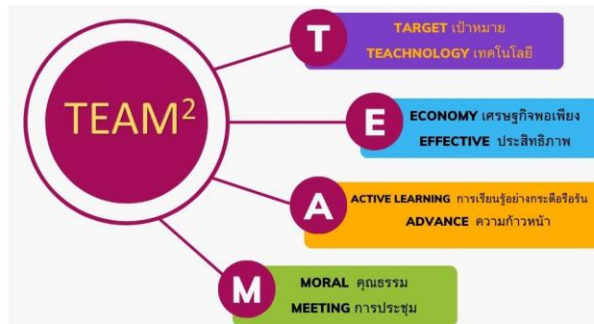 TEAM²
T
TARGET เป้าหมาย
TEACHNOLOGY เทคโนโลยี
E
ECONOMY เศรษฐกิจพอเพียง
EFFECTIVE ประสิทธิภาพ
A
ACTIVE LEARNING การเรียนรู้อย่างกระตือรือร้น
ADVANCE ความก้าวหน้า
M
MORAL คุณธรรม
MEETING การประชุม